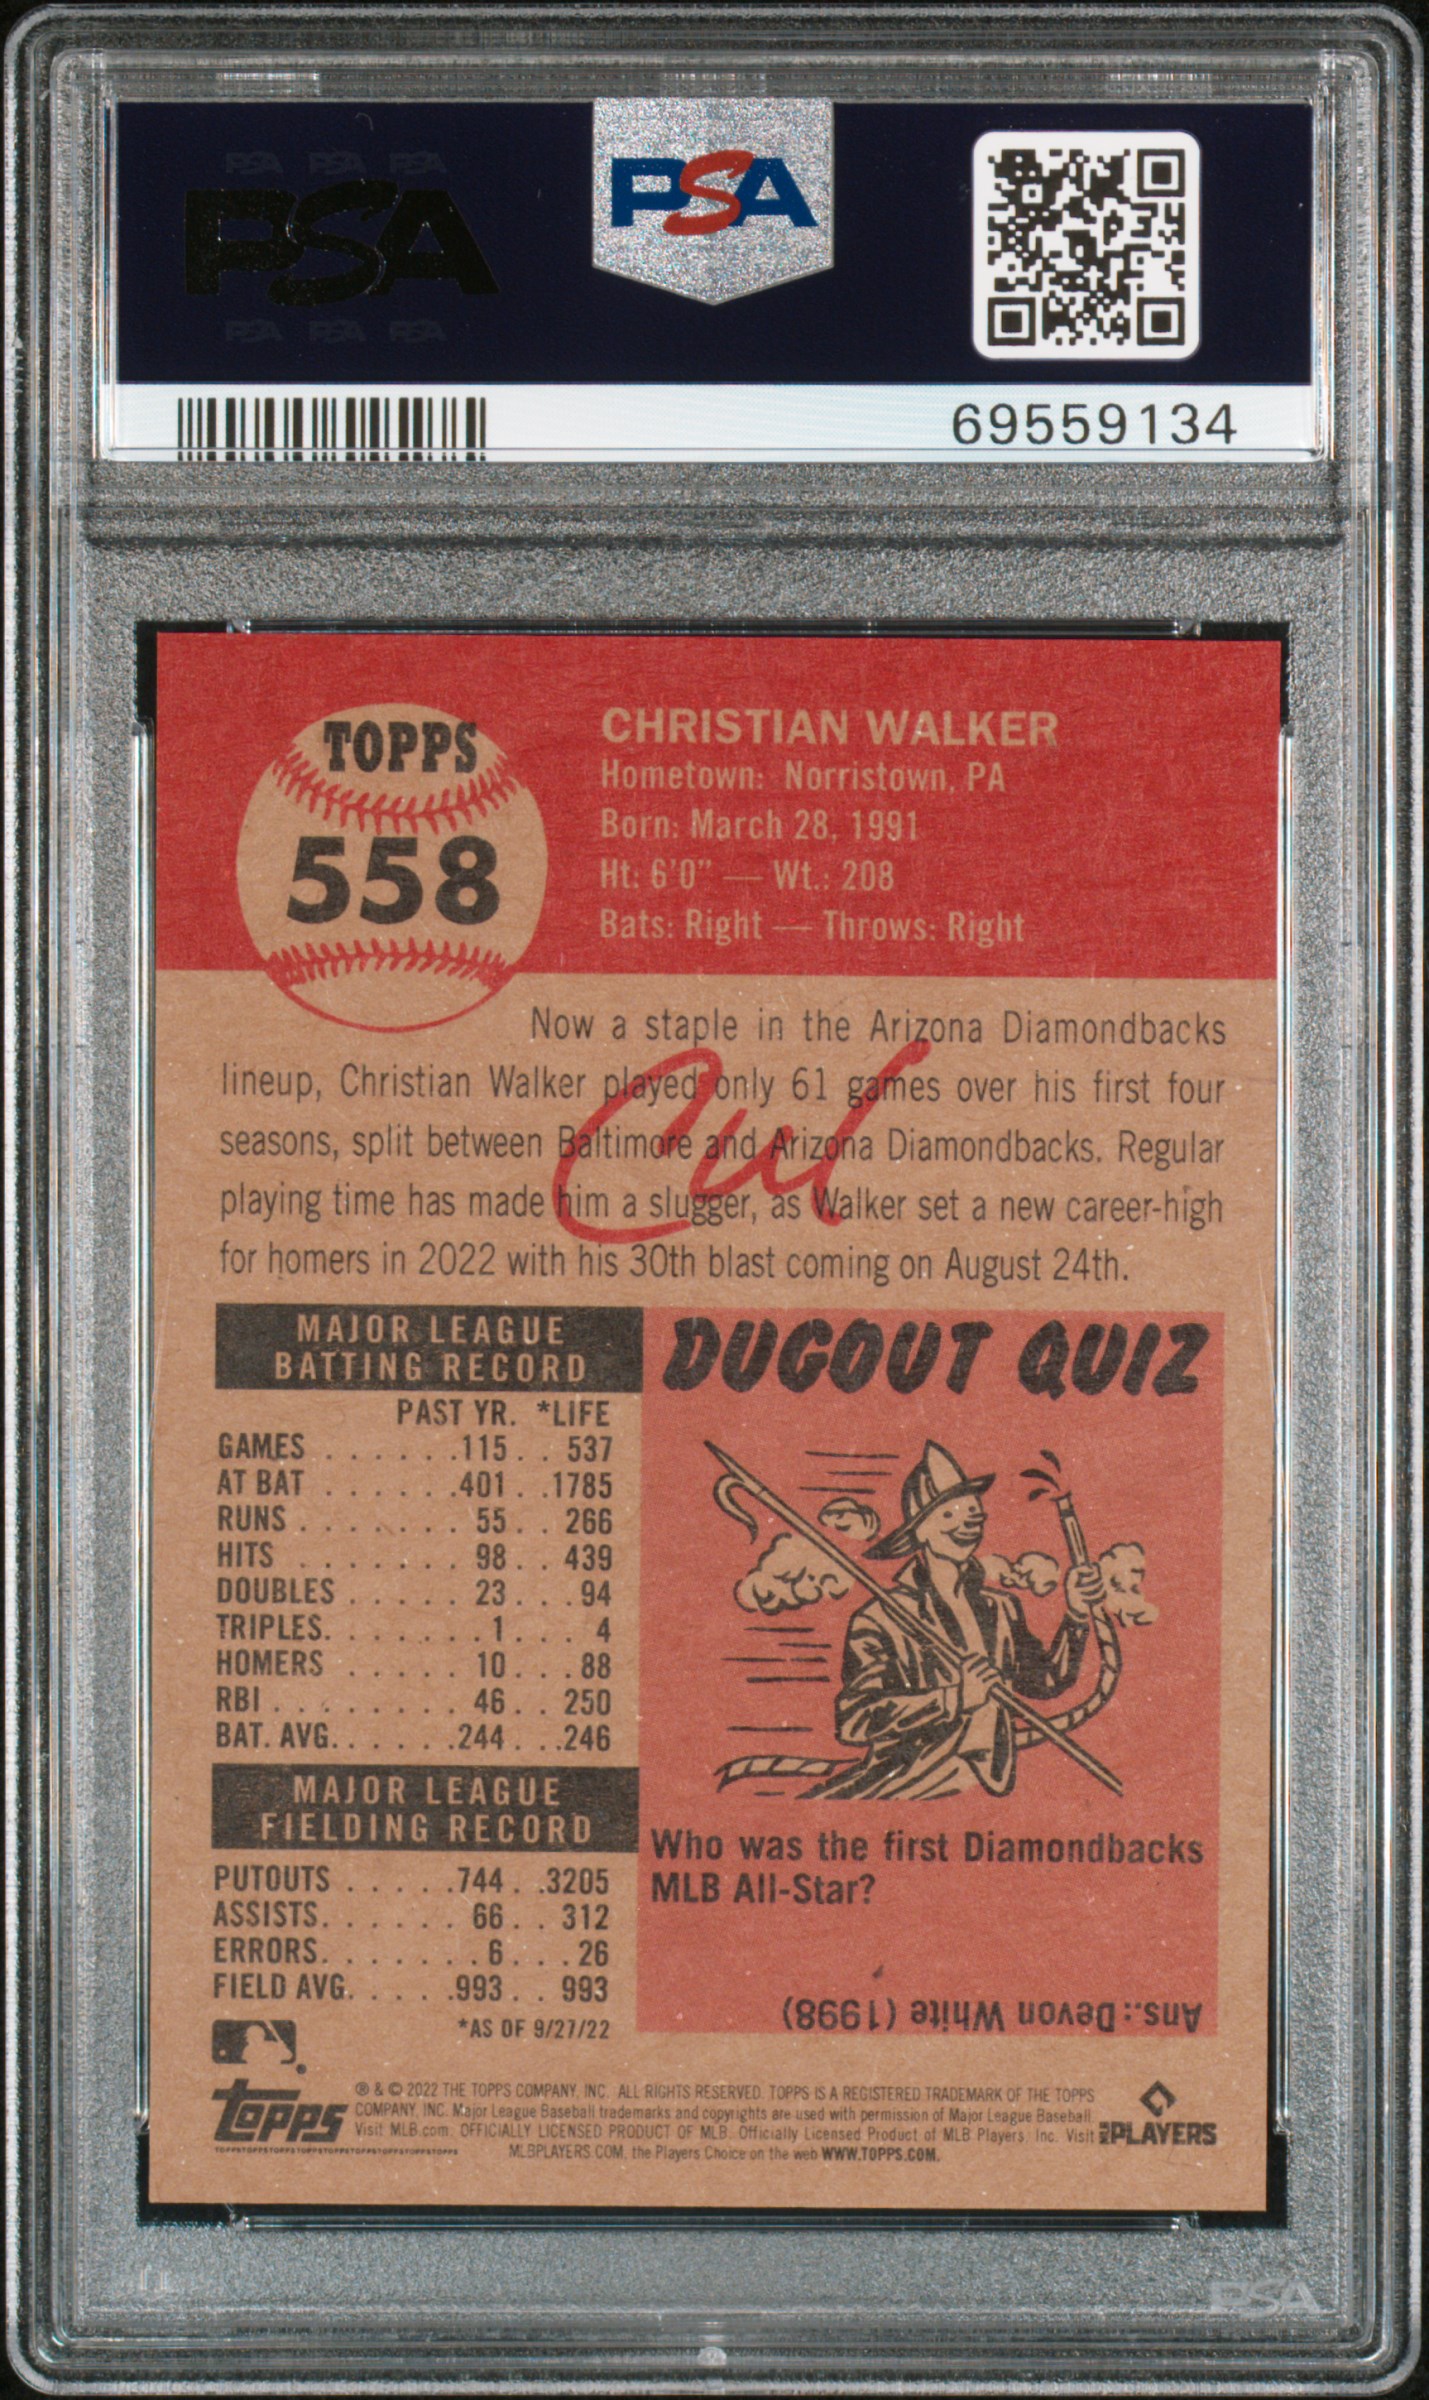 PSA PSA PSA
PSA
PSA PSA PSA
PSA
69559134
TOPPS
558
CHRISTIAN WALKER
Hometown: Norristown, PA
Born: March 28, 1991
Ht: 6'0" — Wt.: 208
Bats: Right — Throws: Right
Now a staple in the Arizona Diamondbacks
lineup, Christian Walker played only 61 games over his first four
seasons, split between Baltimore and Arizona Diamondbacks. Regular
playing time has made him a slugger, as Walker set a new career-high
for homers in 2022 with his 30th blast coming on August 24th.
MAJOR LEAGUE
BATTING RECORD
PAST YR. *LIFE
GAMES . . . . . . .115 . . 537
AT BAT . . . . . . .401 . .1785
RUNS . . . . . . . . 55 . . 266
HITS . . . . . . . . 98 . . 439
DOUBLES . . . . . 23 . . . 94
TRIPLES. . . . . . . .1 . . . 4
HOMERS . . . . . 10 . . . 88
RBI . . . . . . . . . 46 . . 250
BAT. AVG. . . . . . .244 . . .246
MAJOR LEAGUE
FIELDING RECORD
PUTOUTS . . . . .744 . .3205
ASSISTS. . . . . . . 66 . . 312
ERRORS. . . . . . . .6 . . . 26
FIELD AVG. . . . . .993 . . 993
*AS OF 9/27/22
DUGOUT QUIZ
Who was the first Diamondbacks
MLB All-Star?
Ans.: Devon White (1998)
topps
® & © 2022 THE TOPPS COMPANY, INC. ALL RIGHTS RESERVED. TOPPS IS A REGISTERED TRADEMARK OF THE TOPPS
COMPANY, INC. Major League Baseball trademarks and copyrights are used with permission of Major League Baseball.
Visit MLB.com. OFFICIALLY LICENSED PRODUCT OF MLB. Officially Licensed Product of MLB Players, Inc. Visit
MLBPLAYERS.COM, the Players Choice on the web WWW.TOPPS.COM.
PLAYERS
PSA